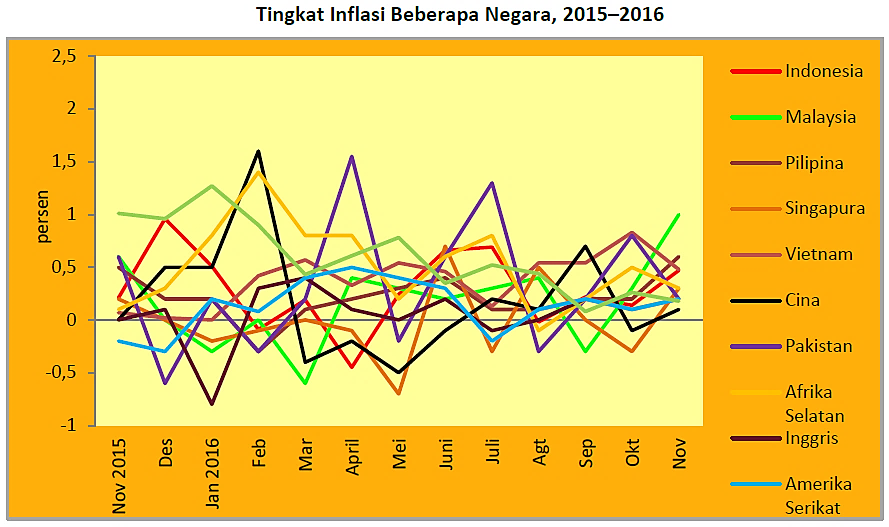 Tingkat Inflasi Beberapa Negara, 2015–2016
persen
2,5
2
1,5
1
0,5
0
-0,5
-1
Nov 2015
Des
Jan 2016
Feb
Mar
April
Mei
Juni
Juli
Agt
Sep
Okt
Nov
Indonesia
Malaysia
Pilipina
Singapura
Vietnam
Cina
Pakistan
Afrika
Selatan
Inggris
Amerika
Serikat